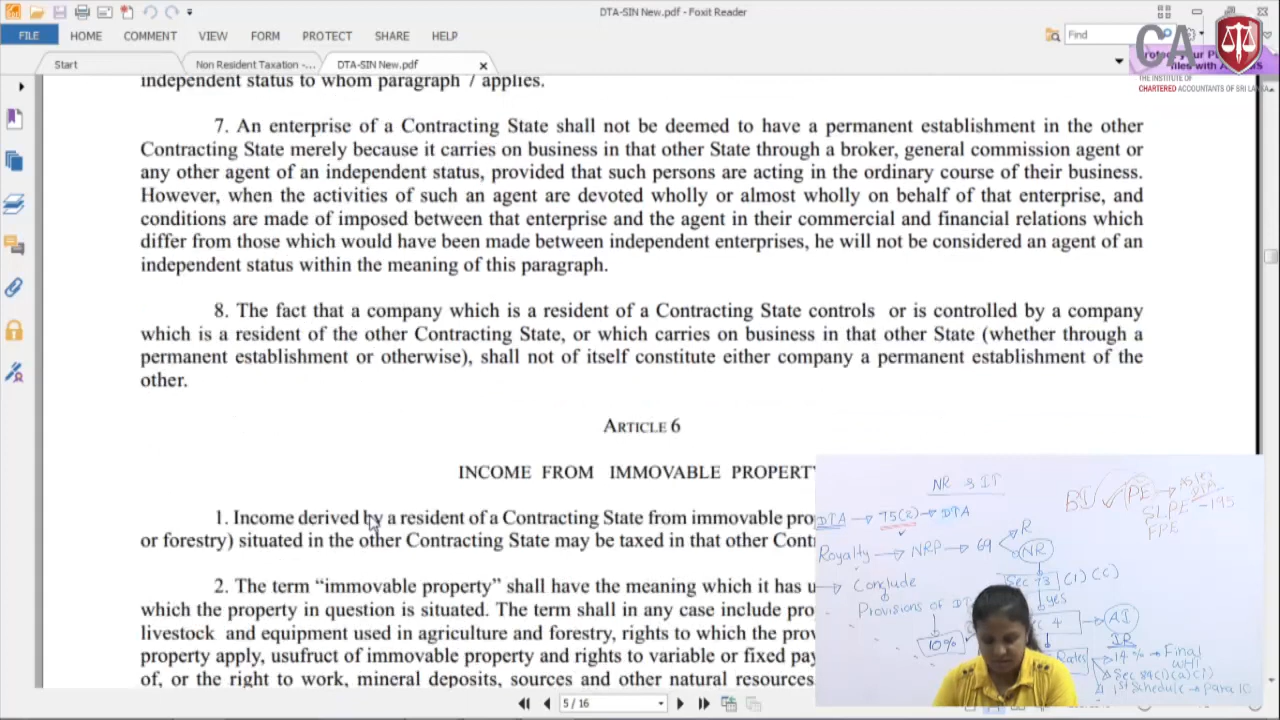 DTA-SIN New.pdf - Foxit Reader
FILE HOME COMMENT VIEW FORM PROTECT SHARE HELP
Find
CA
THE INSTITUTE OF
CHARTERED ACCOUNTANTS OF SRI LANKA
Start
Non Resident Taxation -...
DTA-SIN New.pdf
independent status to whom paragraph 7 applies.
7. An enterprise of a Contracting State shall not be deemed to have a permanent establishment in the other
Contracting State merely because it carries on business in that other State through a broker, general commission agent or
any other agent of an independent status, provided that such persons are acting in the ordinary course of their business.
However, when the activities of such an agent are devoted wholly or almost wholly on behalf of that enterprise, and
conditions are made of imposed between that enterprise and the agent in their commercial and financial relations which
differ from those which would have been made between independent enterprises, he will not be considered an agent of an
independent status within the meaning of this paragraph.
8. The fact that a company which is a resident of a Contracting State controls or is controlled by a company
which is a resident of the other Contracting State, or which carries on business in that other State (whether through a
permanent establishment or otherwise), shall not of itself constitute either company a permanent establishment of the
other.
ARTICLE 6
INCOME FROM IMMOVABLE PROPERTY
1. Income derived by a resident of a Contracting State from immovable pro
or forestry) situated in the other Contracting State may be taxed in that other Cont
2. The term “immovable property” shall have the meaning which it has u
which the property in question is situated. The term shall in any case include pro
livestock and equipment used in agriculture and forestry, rights to which the prov
property apply, usufruct of immovable property and rights to variable or fixed pay
of, or the right to work, mineral deposits, sources and other natural resources.
5 / 16
NR & IT
DTA → 75(2) → DTA
Royalty → NRP → 69
R
NR
Conclude
Provisions of DT
10%
Sec 73 (1) (c)
yes
4 → AI
IR
Rates
14% → Final
WHT
Sec 84(1)(a)(i)
1st Schedule → Para 10
BI PE
SLPE - 195
FPE